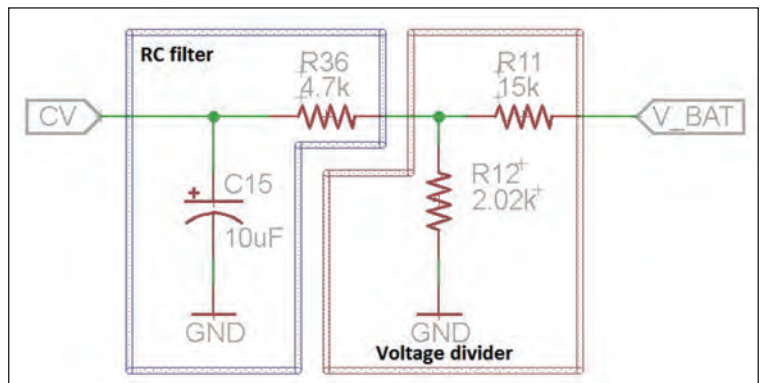 RC filter
R36
4.7k
R11
15k
CV
V_BAT
+
C15
10uF
R12
2.02k
GND
GND
Voltage divider